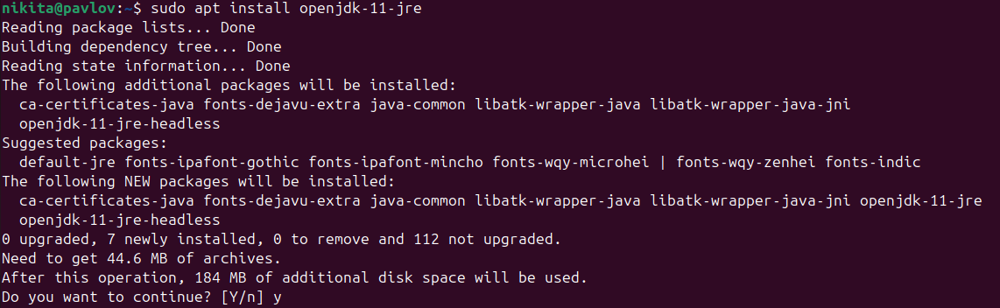 nikita@pavlov:~$ sudo apt install openjdk-11-jre
Reading package lists... Done
Building dependency tree... Done
Reading state information... Done
The following additional packages will be installed:
  ca-certificates-java fonts-dejavu-extra java-common libatk-wrapper-java libatk-wrapper-java-jni
  openjdk-11-jre-headless
Suggested packages:
  default-jre fonts-ipafont-gothic fonts-ipafont-mincho fonts-wqy-microhei | fonts-wqy-zenhei fonts-indic
The following NEW packages will be installed:
  ca-certificates-java fonts-dejavu-extra java-common libatk-wrapper-java libatk-wrapper-java-jni openjdk-11-jre
  openjdk-11-jre-headless
0 upgraded, 7 newly installed, 0 to remove and 112 not upgraded.
Need to get 44.6 MB of archives.
After this operation, 184 MB of additional disk space will be used.
Do you want to continue? [Y/n] y